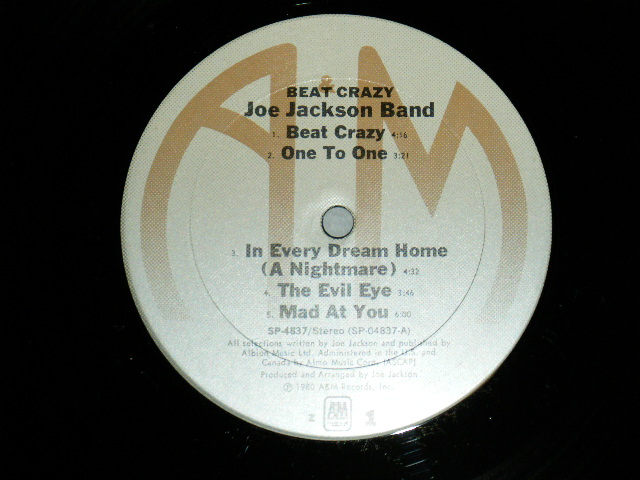 A&M
BEAT CRAZY
Joe Jackson Band
1. Beat Crazy 4:16
2. One To One 3:21
3. In Every Dream Home
(A Nightmare) 4:32
4. The Evil Eye 3:46
5. Mad At You 6:00
SP-4837/Stereo (SP-04837-A)
All selections written by Joe Jackson and published by
Albion Music Ltd. Administered in the U.S. and
Canada by Almo Music Corp. (ASCAP)
Produced and Arranged by Joe Jackson
℗ 1980 A&M Records, Inc.
Z
1